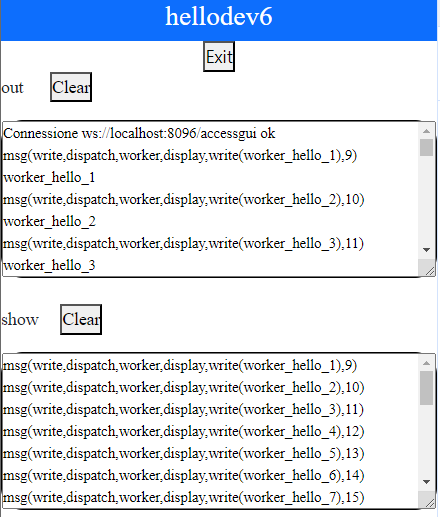 hellodev6
Exit
out Clear
Connessione ws://localhost:8096/accessgui ok
msg(write,dispatch,worker,display,write(worker_hello_1),9)
worker_hello_1
msg(write,dispatch,worker,display,write(worker_hello_2),10)
worker_hello_2
msg(write,dispatch,worker,display,write(worker_hello_3),11)
worker_hello_3
show Clear
msg(write,dispatch,worker,display,write(worker_hello_1),9)
msg(write,dispatch,worker,display,write(worker_hello_2),10)
msg(write,dispatch,worker,display,write(worker_hello_3),11)
msg(write,dispatch,worker,display,write(worker_hello_4),12)
msg(write,dispatch,worker,display,write(worker_hello_5),13)
msg(write,dispatch,worker,display,write(worker_hello_6),14)
msg(write,dispatch,worker,display,write(worker_hello_7),15)